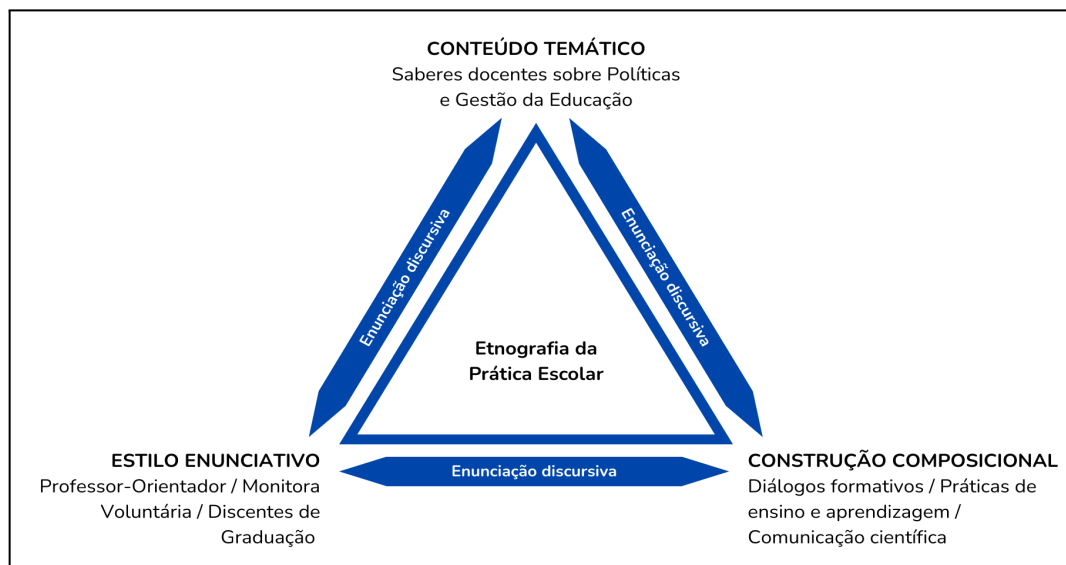 CONTEÚDO TEMÁTICO
Saberes docentes sobre Políticas
e Gestão da Educação
Enunciação discursiva
Enunciação discursiva
Etnografia da
Prática Escolar
ESTILO ENUNCIATIVO
Professor-Orientador / Monitora
Voluntária / Discentes de
Graduação
Enunciação discursiva
CONSTRUÇÃO COMPOSICIONAL
Diálogos formativos / Práticas de
ensino e aprendizagem /
Comunicação científica